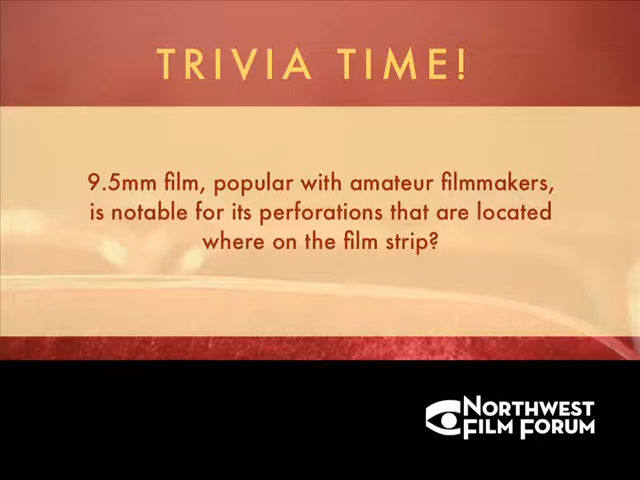 TRIVIA TIME!
9.5mm film, popular with amateur filmmakers,
is notable for its perforations that are located
where on the film strip?
NORTHWEST
FILM FORUM